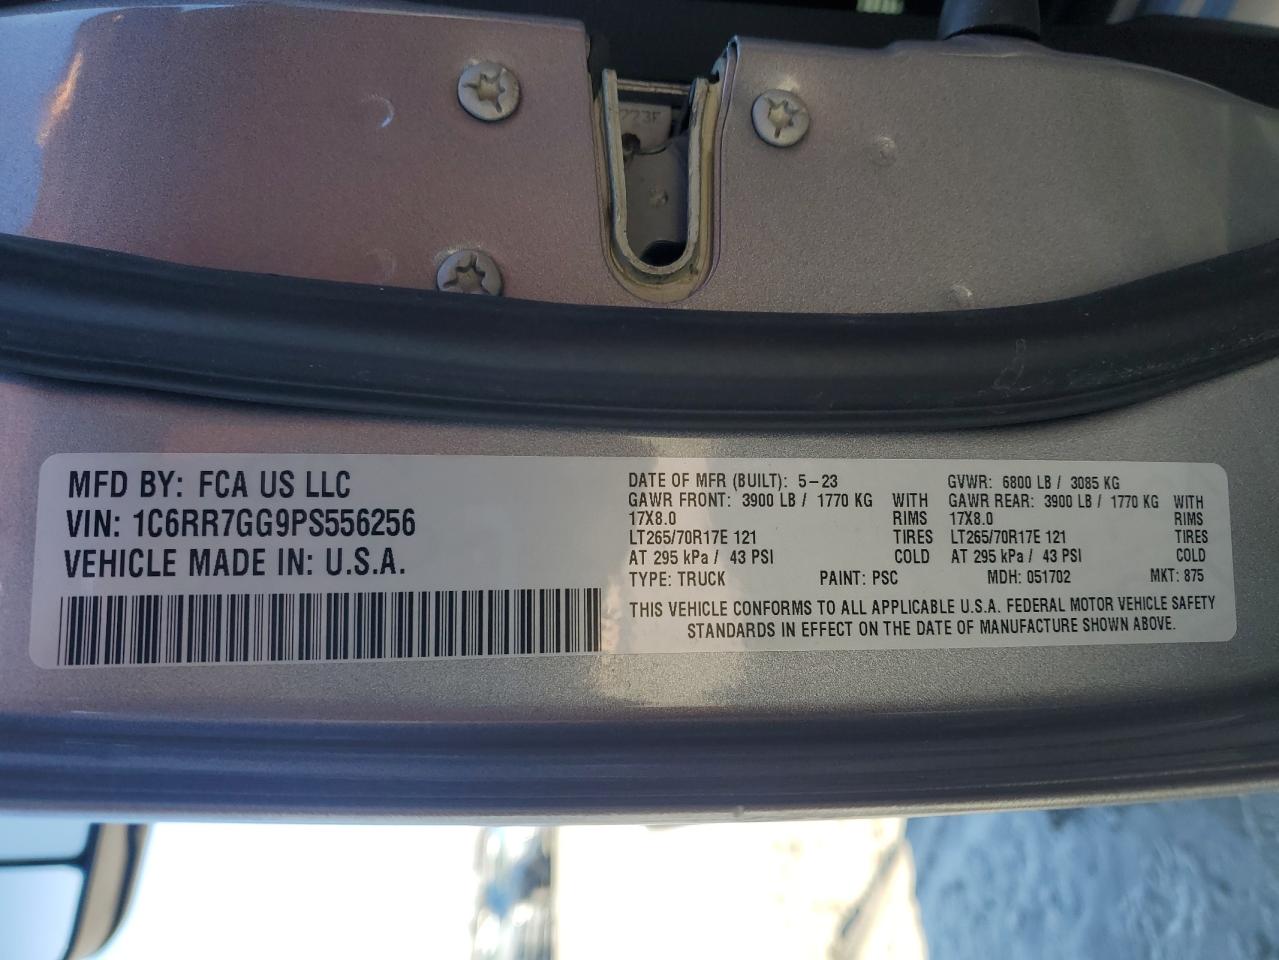 223F
MFD BY: FCA US LLC
VIN: 1C6RR7GG9PS556256
VEHICLE MADE IN: U.S.A.
DATE OF MFR (BUILT): 5-23 GVWR: 6800 LB / 3085 KG
GAWR FRONT: 3900 LB / 1770 KG WITH GAWR REAR: 3900 LB / 1770 KG WITH
17X8.0 RIMS 17X8.0 RIMS
LT265/70R17E 121 TIRES LT265/70R17E 121 TIRES
AT 295 kPa / 43 PSI COLD AT 295 kPa / 43 PSI COLD
TYPE: TRUCK PAINT: PSC MDH: 051702 MKT: 875
THIS VEHICLE CONFORMS TO ALL APPLICABLE U.S.A. FEDERAL MOTOR VEHICLE SAFETY
STANDARDS IN EFFECT ON THE DATE OF MANUFACTURE SHOWN ABOVE.